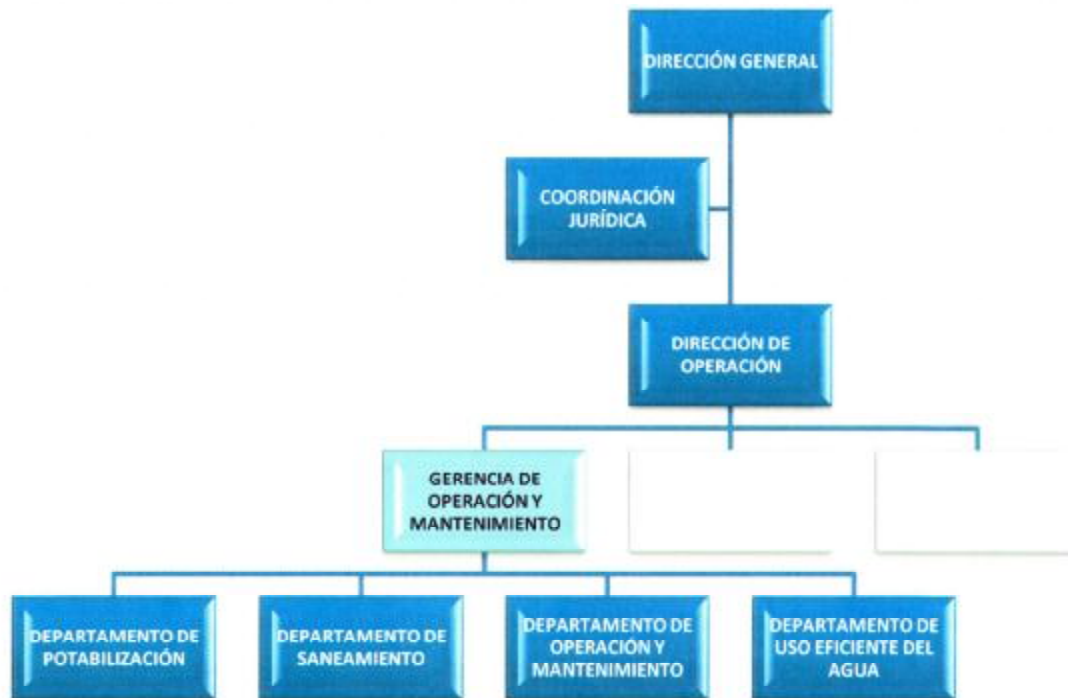 DIRECCIÓN GENERAL
COORDINACIÓN
JURÍDICA
DIRECCIÓN DE
OPERACIÓN
GERENCIA DE
OPERACIÓN Y
MANTENIMIENTO
DEPARTAMENTO DE
POTABILIZACIÓN
DEPARTAMENTO DE
SANEAMIENTO
DEPARTAMENTO DE
OPERACIÓN Y
MANTENIMIENTO
DEPARTAMENTO DE
USO EFICIENTE DEL
AGUA